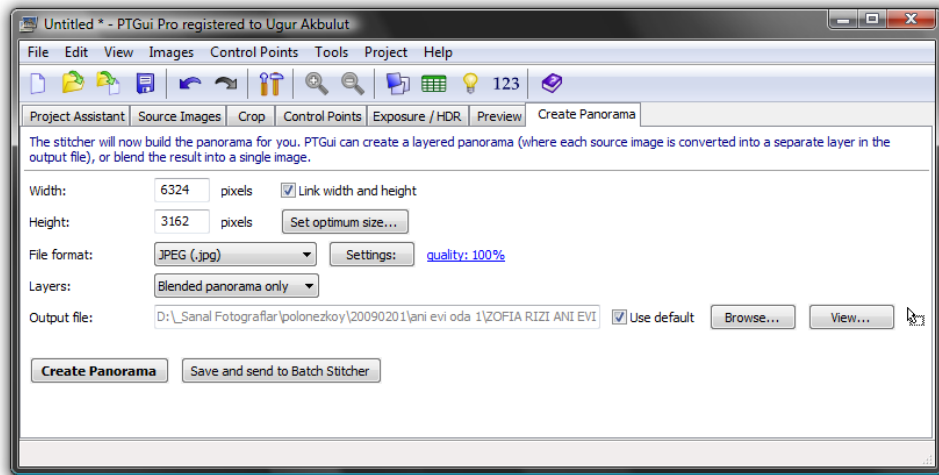 Untitled * - PTGui Pro registered to Ugur Akbulut
File Edit View Images Control Points Tools Project Help
123
Project Assistant Source Images Crop Control Points Exposure / HDR Preview Create Panorama
The stitcher will now build the panorama for you. PTGui can create a layered panorama (where each source image is converted into a separate layer in the
output file), or blend the result into a single image.
Width: 6324 pixels Link width and height
Height: 3162 pixels Set optimum size...
File format: JPEG (.jpg) Settings: quality: 100%
Layers: Blended panorama only
Output file: D:\_Sanal Fotograflar\polonezkoy\20090201\ani evi oda 1\ZOFIA RIZI ANI EVI Use default Browse... View...
Create Panorama Save and send to Batch Stitcher